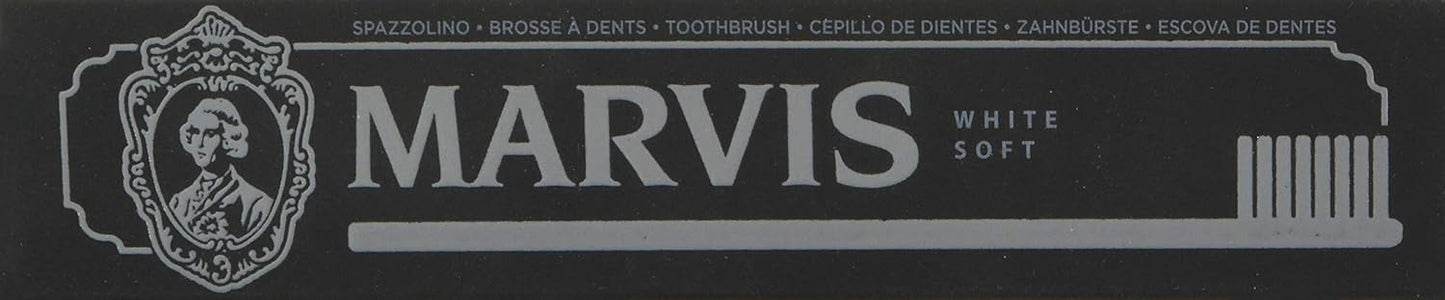 SPAZZOLINO • BROSSE À DENTS • TOOTHBRUSH • CEPILLO DE DIENTES • ZAHNBÜRSTE • ESCOVA DE DENTES
MARVIS
WHITE
SOFT